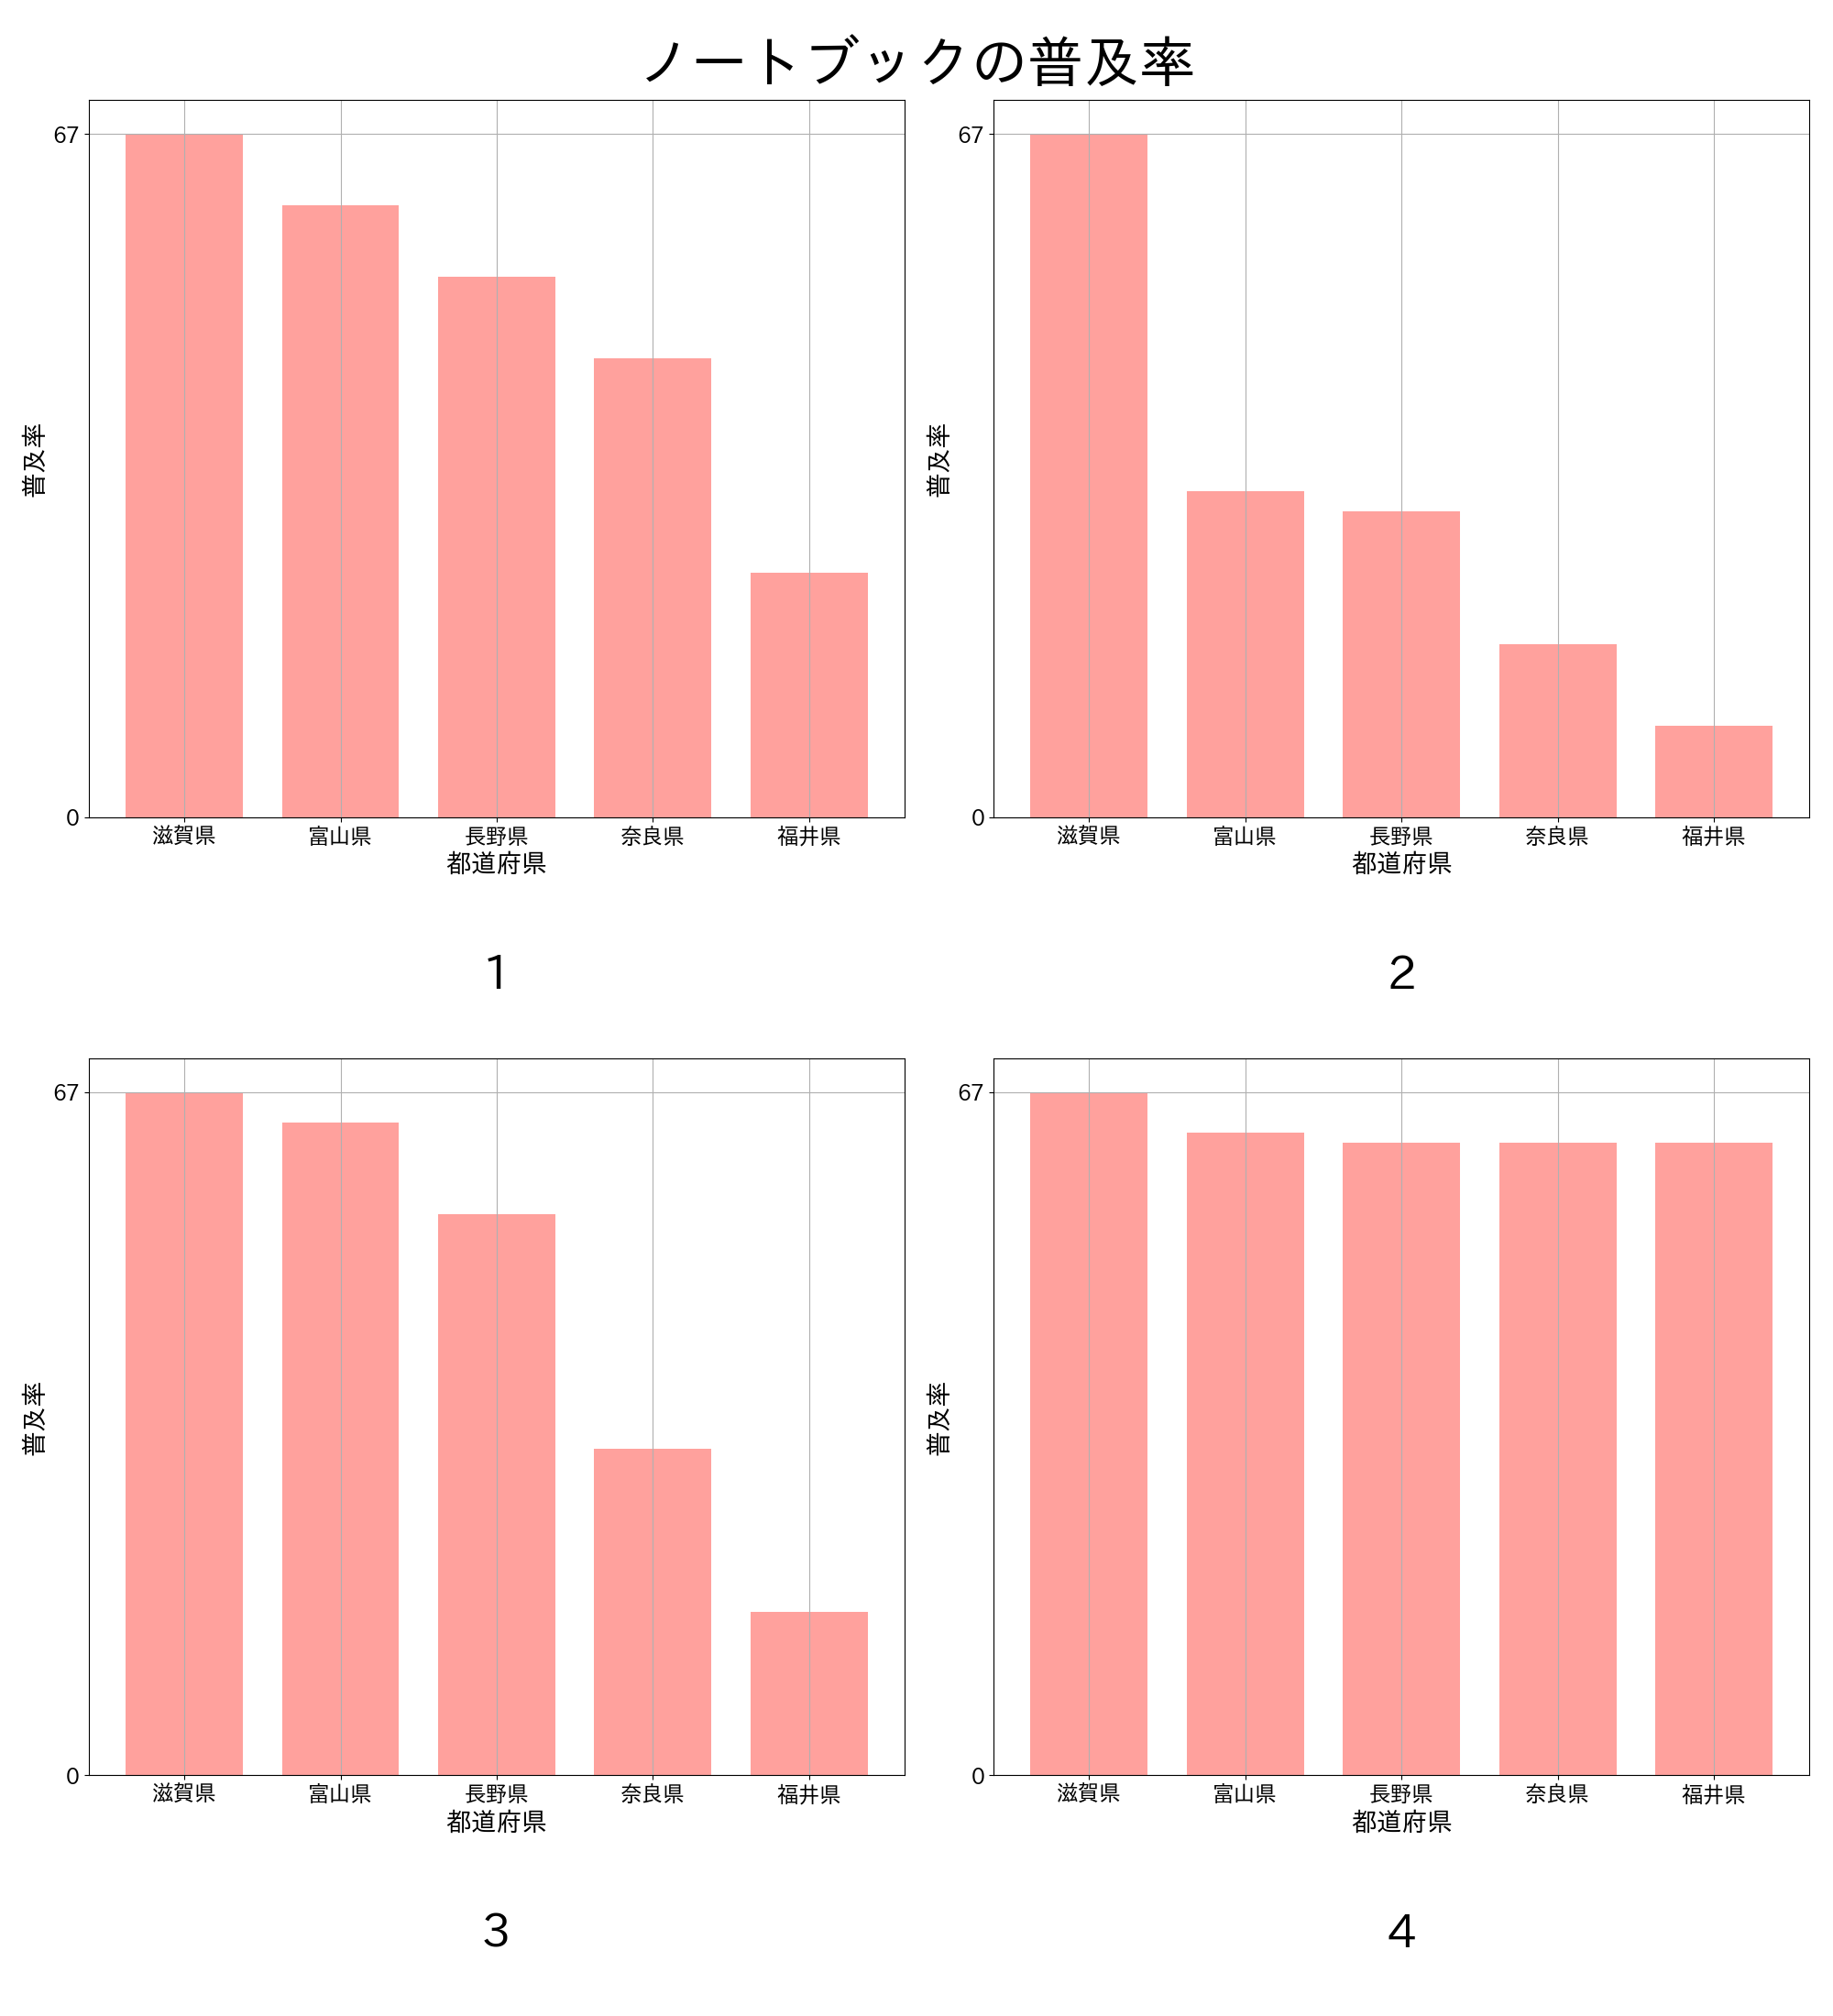 ノートブックの普及率
67
0
普及率
滋賀県 富山県 長野県 奈良県 福井県
都道府県
1
67
0
普及率
滋賀県 富山県 長野県 奈良県 福井県
都道府県
2
67
0
普及率
滋賀県 富山県 長野県 奈良県 福井県
都道府県
3
67
0
普及率
滋賀県 富山県 長野県 奈良県 福井県
都道府県
4